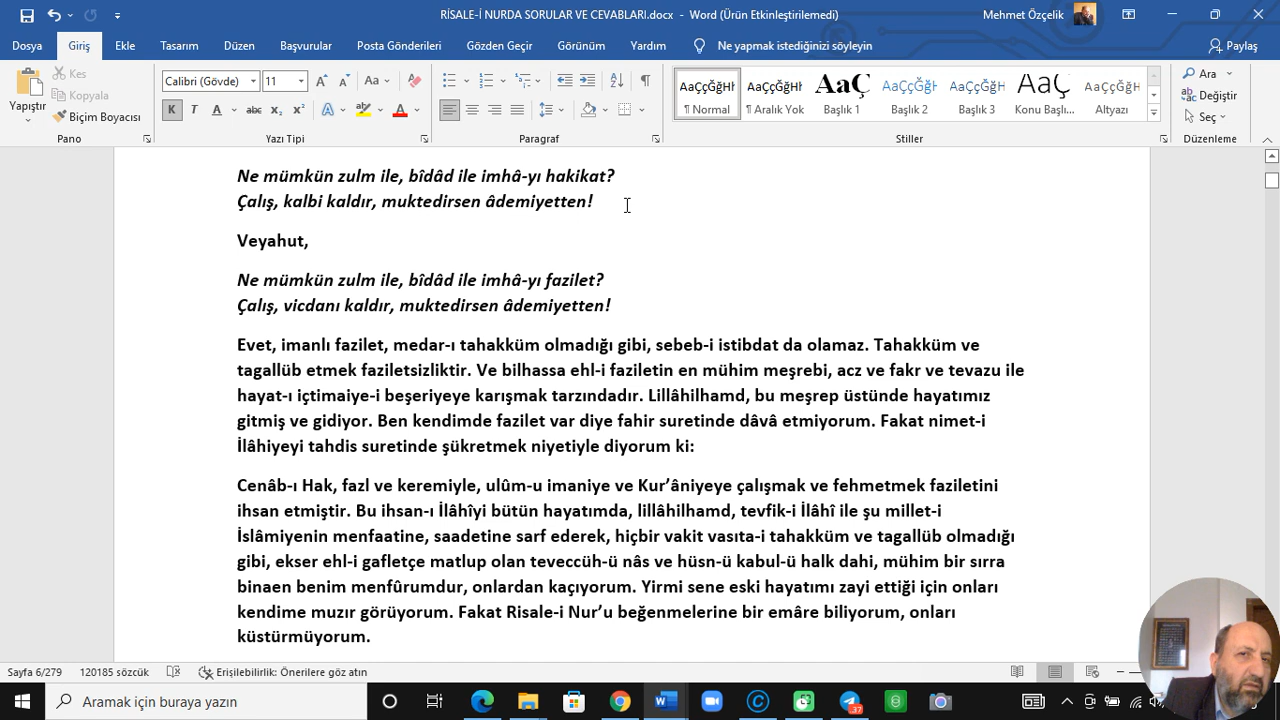 RİSALE-İ NURDA SORULAR VE CEVABLARI.docx - Word (Ürün Etkinleştirilemedi)
Mehmet Özçelik
Dosya Giriş Ekle Tasarım Düzen Başvurular Posta Gönderileri Gözden Geçir Görünüm Yardım Ne yapmak istediğinizi söyleyin Paylaş
Yapıştır
Kes
Kopyala
Biçim Boyacısı
Calibri (Gövde) 11
AaÇçĞğHł AaÇçĞğHł AaÇ AaÇçĞğł AaÇçĞğH AaÇ AaÇçĞğH
¶ Normal ¶ Aralık Yok Başlık 1 Başlık 2 Başlık 3 Konu Başlı... Altyazı
Ara
Değiştir
Seç
Pano Yazı Tipi Paragraf Stiller Düzenleme
Ne mümkün zulm ile, bîdâd ile imhâ-yı hakikat?
Çalış, kalbi kaldır, muktedirsen âdemiyetten!
Veyahut,
Ne mümkün zulm ile, bîdâd ile imhâ-yı fazilet?
Çalış, vicdanı kaldır, muktedirsen âdemiyetten!
Evet, imanlı fazilet, medar-ı tahakküm olmadığı gibi, sebeb-i istibdat da olamaz. Tahakküm ve
tagallüb etmek faziletsizliktir. Ve bilhassa ehl-i faziletin en mühim meşrebi, acz ve fakr ve tevazu ile
hayat-ı içtimaiye-i beşeriyeye karışmak tarzındadır. Lillâhilhamd, bu meşrep üstünde hayatımız
gitmiş ve gidiyor. Ben kendimde fazilet var diye fahir suretinde dâvâ etmiyorum. Fakat nimet-i
İlâhiyeyi tahdis suretinde şükretmek niyetiyle diyorum ki:
Cenâb-ı Hak, fazl ve keremiyle, ulûm-u imaniye ve Kur'âniyeye çalışmak ve fehmetmek faziletini
ihsan etmiştir. Bu ihsan-ı İlâhîyi bütün hayatımda, lillâhilhamd, tevfik-i İlâhî ile şu millet-i
İslâmiyenin menfaatine, saadetine sarf ederek, hiçbir vakit vasıta-i tahakküm ve tagallüb olmadığı
gibi, ekser ehl-i gafletçe matlup olan teveccüh-ü nâs ve hüsn-ü kabul-ü halk dahi, mühim bir sırra
binaen benim menfûrumdur, onlardan kaçıyorum. Yirmi sene eski hayatımı zayi ettiği için onları
kendime muzır görüyorum. Fakat Risale-i Nur'u beğenmelerine bir emâre biliyorum, onları
küstürmüyorum.
Sayfa 6/279 120185 sözcük Erişilebilirlik: Önerilere göz atın
Aramak için buraya yazın
37